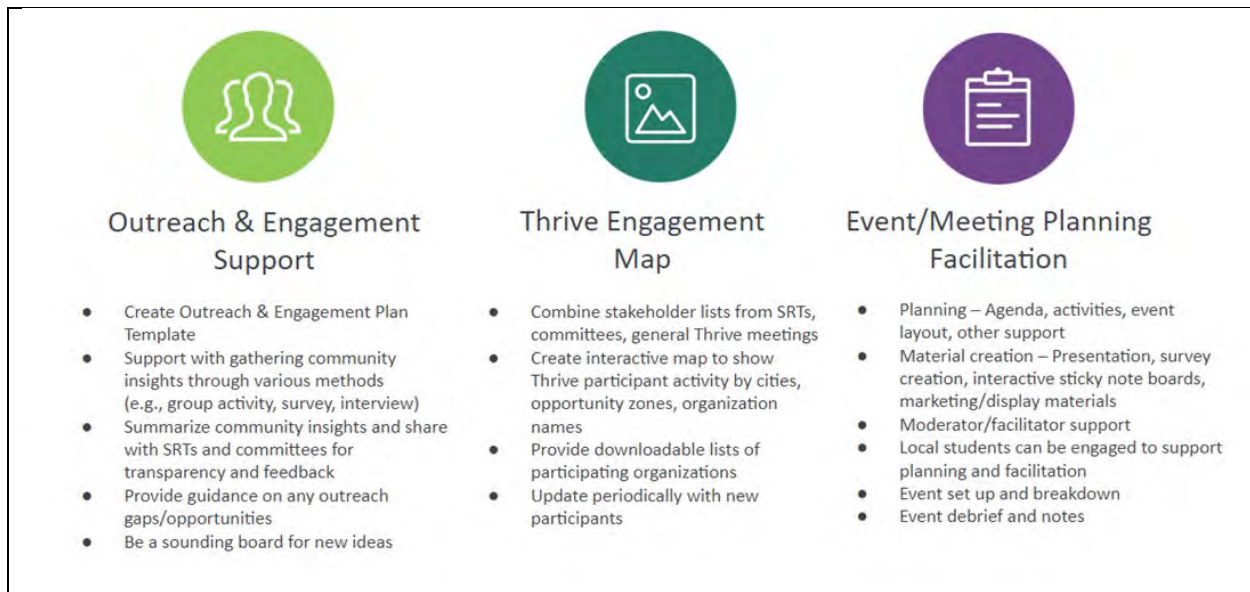 Outreach & Engagement
Support
● Create Outreach & Engagement Plan
Template
● Support with gathering community
insights through various methods
(e.g., group activity, survey, interview)
● Summarize community insights and share
with SRTs and committees for
transparency and feedback
● Provide guidance on any outreach
gaps/opportunities
● Be a sounding board for new ideas
Thrive Engagement
Map
● Combine stakeholder lists from SRTs,
committees, general Thrive meetings
● Create interactive map to show
Thrive participant activity by cities,
opportunity zones, organization
names
● Provide downloadable lists of
participating organizations
● Update periodically with new
participants
Event/Meeting Planning
Facilitation
● Planning – Agenda, activities, event
layout, other support
● Material creation – Presentation, survey
creation, interactive sticky note boards,
marketing/display materials
● Moderator/facilitator support
● Local students can be engaged to support
planning and facilitation
● Event set up and breakdown
● Event debrief and notes